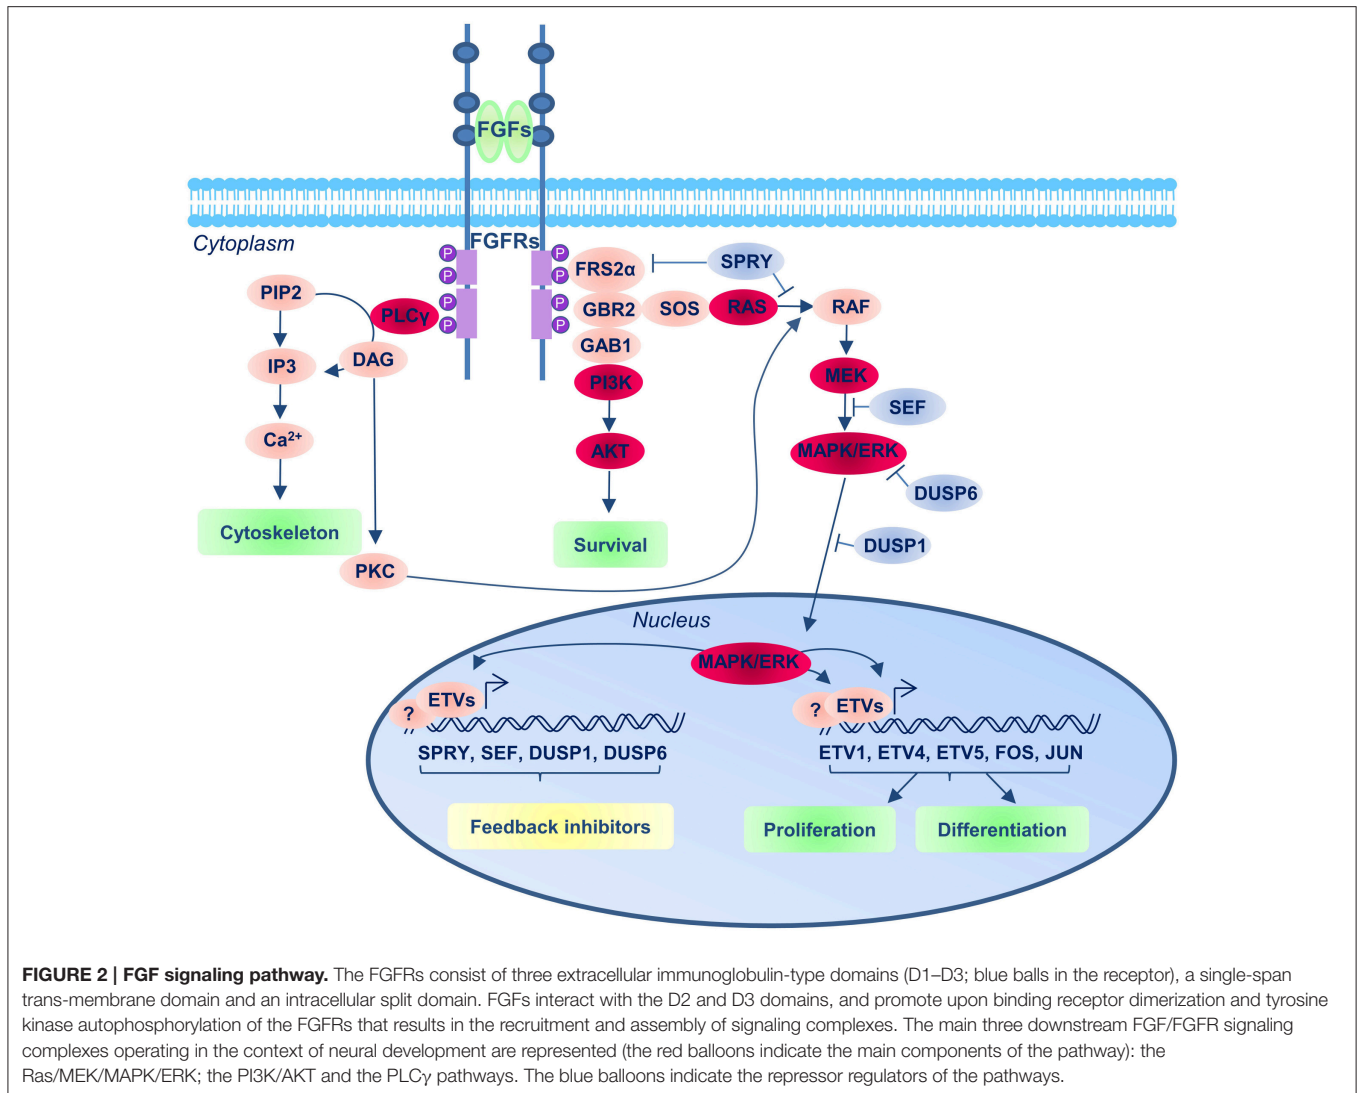 FGFs
Cytoplasm
FGFRs
P
P
P
P
P
P
P
P
FRS2α
SPRY
PIP2
PLCγ
GBR2
SOS
RAS
RAF
IP3
DAG
GAB1
PI3K
MEK
SEF
Ca²⁺
AKT
MAPK/ERK
DUSP6
Cytoskeleton
Survival
DUSP1
PKC
Nucleus
MAPK/ERK
ETVs
?
ETVs
?
SPRY, SEF, DUSP1, DUSP6
ETV1, ETV4, ETV5, FOS, JUN
Feedback inhibitors
Proliferation
Differentiation
FIGURE 2 | FGF signaling pathway. The FGFRs consist of three extracellular immunoglobulin-type domains (D1–D3; blue balls in the receptor), a single-span
trans-membrane domain and an intracellular split domain. FGFs interact with the D2 and D3 domains, and promote upon binding receptor dimerization and tyrosine
kinase autophosphorylation of the FGFRs that results in the recruitment and assembly of signaling complexes. The main three downstream FGF/FGFR signaling
complexes operating in the context of neural development are represented (the red balloons indicate the main components of the pathway): the
Ras/MEK/MAPK/ERK; the PI3K/AKT and the PLCγ pathways. The blue balloons indicate the repressor regulators of the pathways.